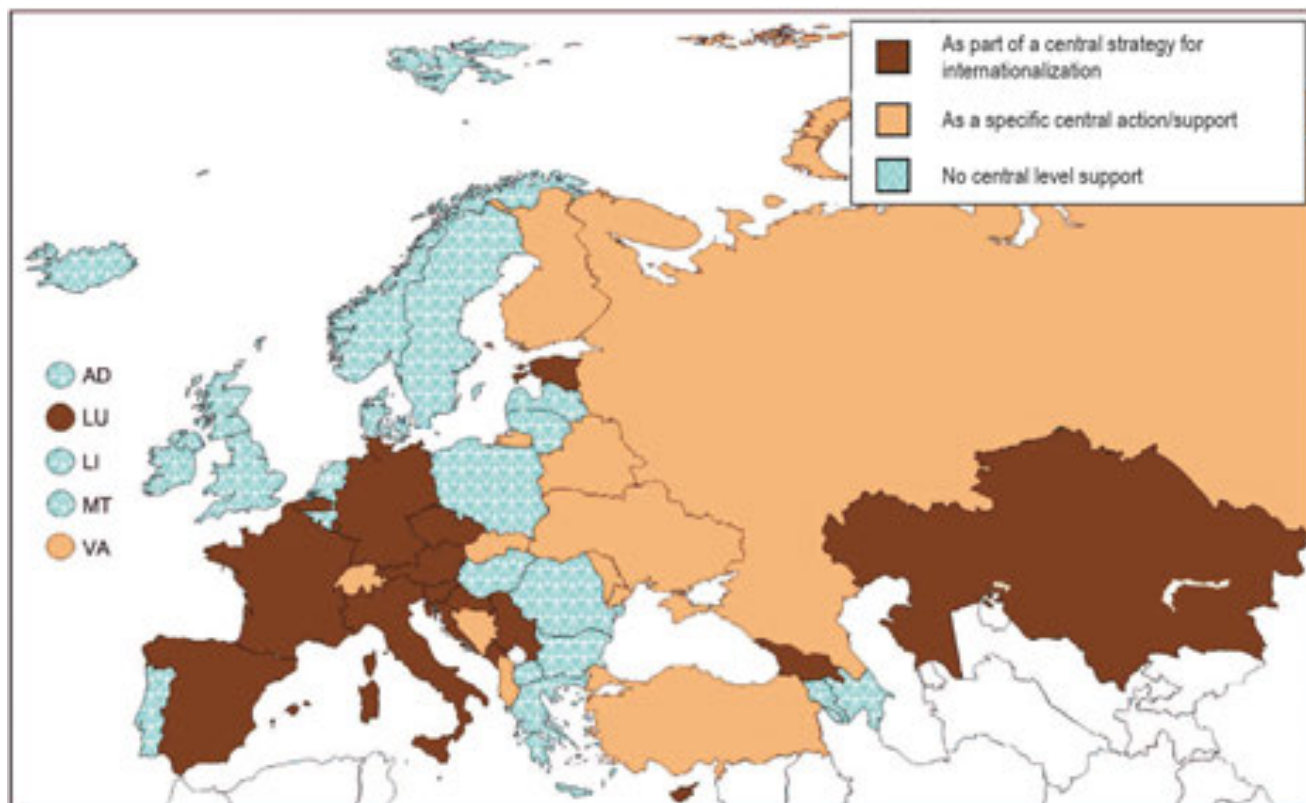 As part of a central strategy for
internationalization
As a specific central action/support
No central level support
AD
LU
LI
MT
VA